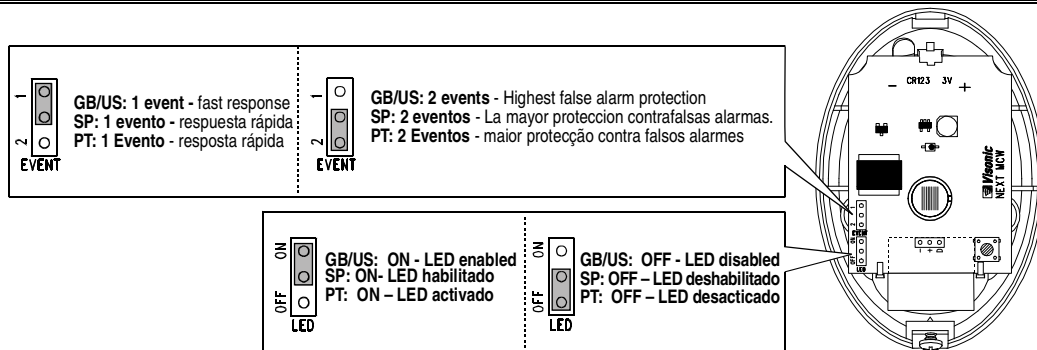 1
2
EVENT
GB/US: 1 event - fast response
SP: 1 evento - respuesta rápida
PT: 1 Evento - resposta rápida
1
2
EVENT
GB/US: 2 events - Highest false alarm protection
SP: 2 eventos - La mayor proteccion contrafalsas alarmas.
PT: 2 Eventos - maior protecção contra falsos alarmes
ON
OFF
LED
GB/US: ON - LED enabled
SP: ON- LED habilitado
PT: ON – LED activado
ON
OFF
LED
GB/US: OFF - LED disabled
SP: OFF – LED deshabilitado
PT: OFF – LED desacticado
CR123 3V
− +
Visonic
NEXT MCW
1
2
EVENT
ON
OFF
LED